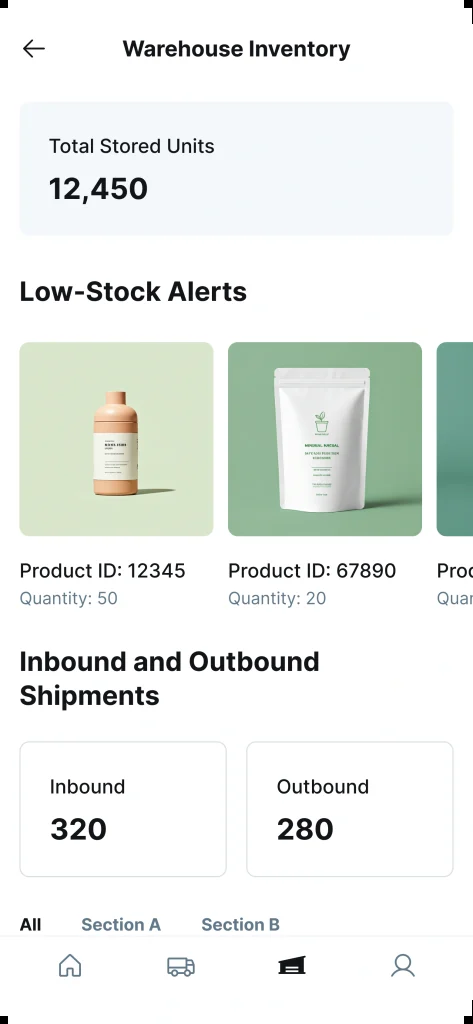 Warehouse Inventory
Total Stored Units
12,450
Low-Stock Alerts
Product ID: 12345
Quantity: 50
Product ID: 67890
Quantity: 20
Proc
Quar
Inbound and Outbound
Shipments
Inbound
320
Outbound
280
All
Section A
Section B